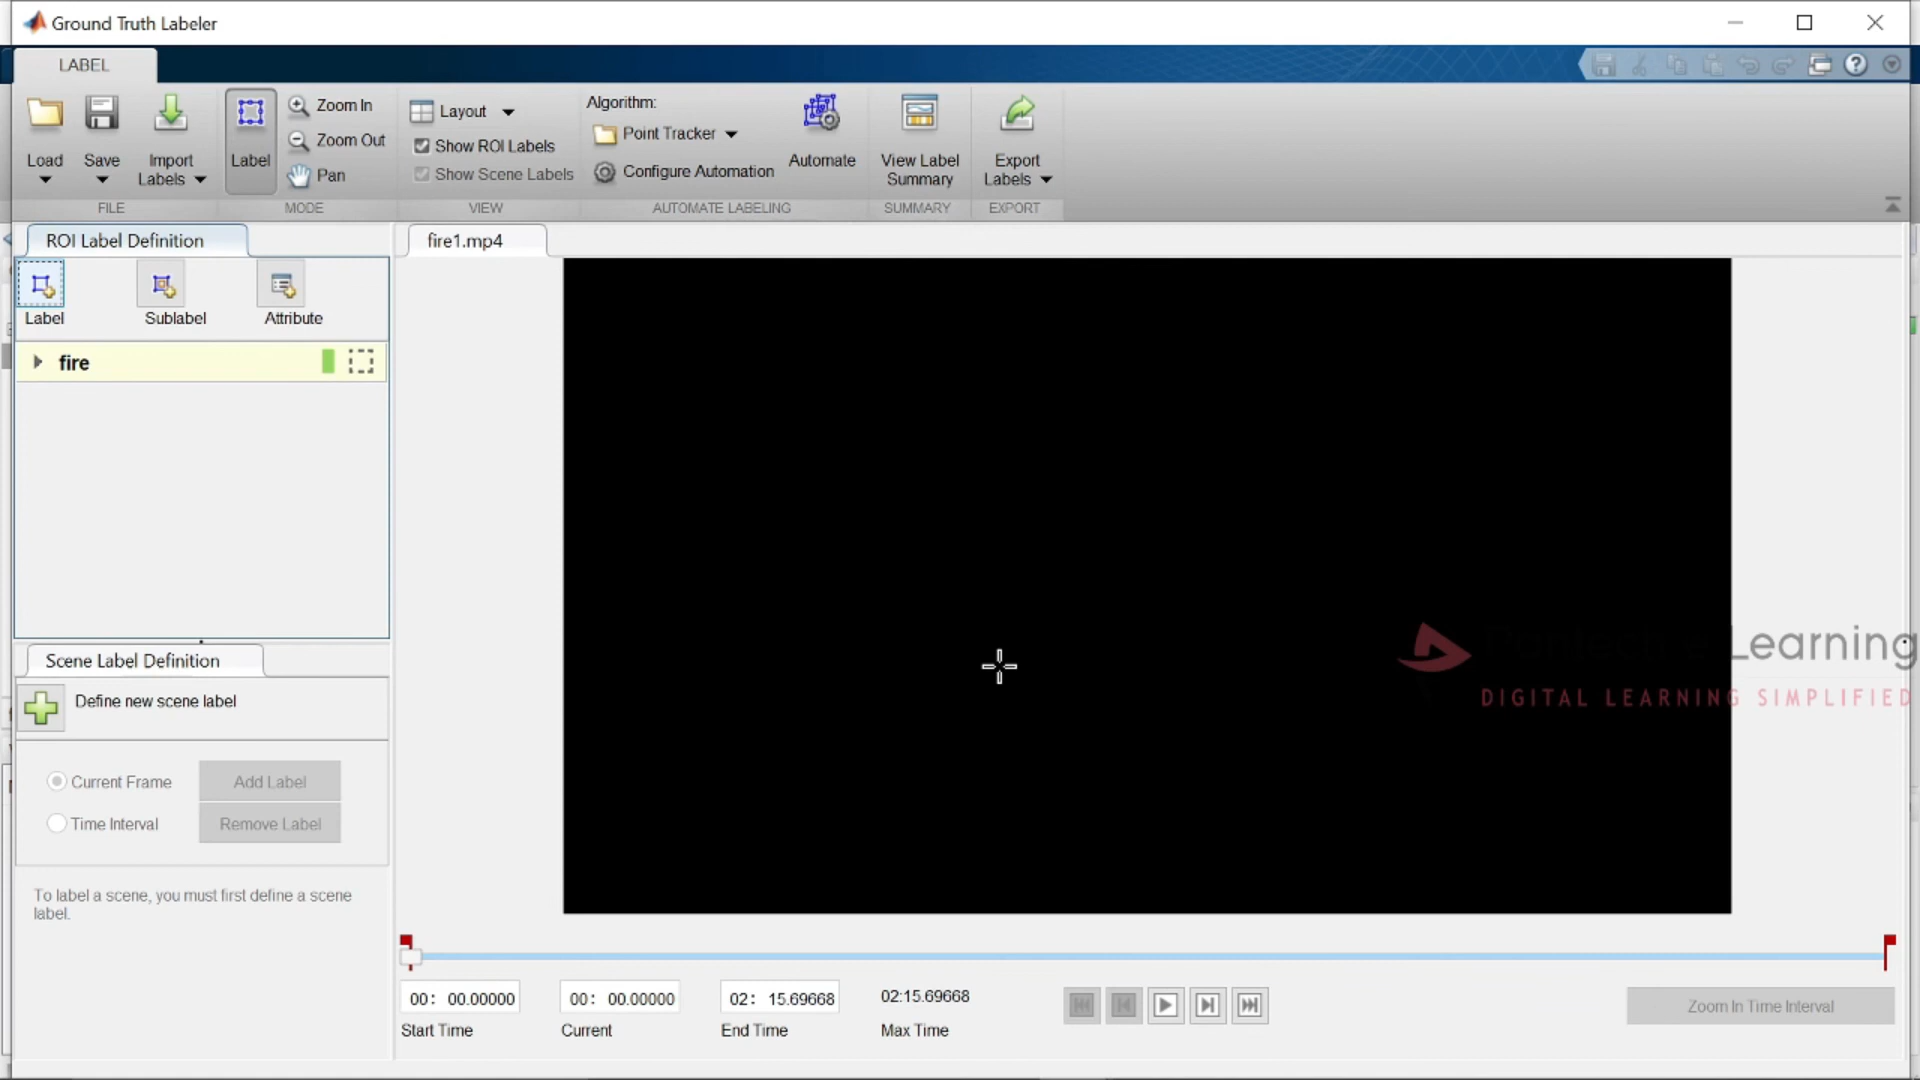 Ground Truth Labeler
LABEL
Load
Save
Import
Labels
Label
Zoom In
Zoom Out
Pan
Layout
Show ROI Labels
Show Scene Labels
Algorithm:
Point Tracker
Configure Automation
Automate
View Label
Summary
Export
Labels
FILE
MODE
VIEW
AUTOMATE LABELING
SUMMARY
EXPORT
ROI Label Definition
Label
Sublabel
Attribute
fire
fire1.mp4
Learning
DIGITAL LEARNING SIMPLIFIED
Scene Label Definition
Define new scene label
Current Frame
Add Label
Time Interval
Remove Label
To label a scene, you must first define a scene
label.
00: 00.00000
00: 00.00000
02: 15.69668
02:15.69668
Start Time
Current
End Time
Max Time
Zoom In Time Interval